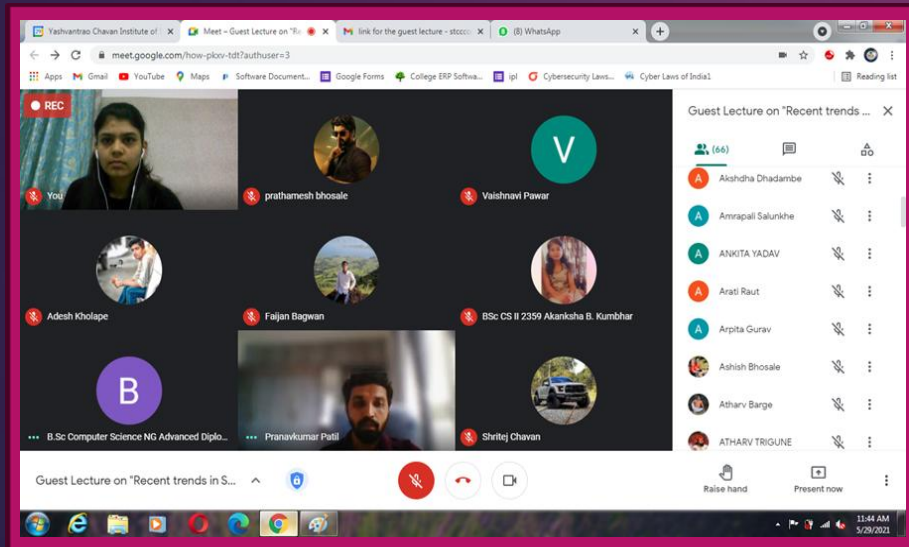 Yashwantrao Chavan Institute of
Meet – Guest Lecture on "Re
link for the guest lecture - stccco
(8) WhatsApp
meet.google.com/how-pkxv-tdt?authuser=3
Apps
Gmail
YouTube
Maps
Software Document...
Google Forms
College ERP Softwa...
ipl
Cybersecurity Laws...
Cyber Laws of India1
Reading list
REC
You
prathamesh bhosale
V
Vaishnavi Pawar
Adesh Kholape
Faijan Bagwan
BSc CS II 2359 Akanksha B. Kumbhar
B
B.Sc Computer Science NG Advanced Diplo...
Pranavkumar Patil
Shritej Chavan
Guest Lecture on "Recent trends ...
(66)
A Akshdha Dhadambe
A Amrapali Salunkhe
A ANKITA YADAV
A Arati Raut
A Arpita Gurav
Ashish Bhosale
Atharv Barge
ATHARV TRIGUNE
Guest Lecture on "Recent trends in S...
Raise hand
Present now
11:44 AM
5/29/2021